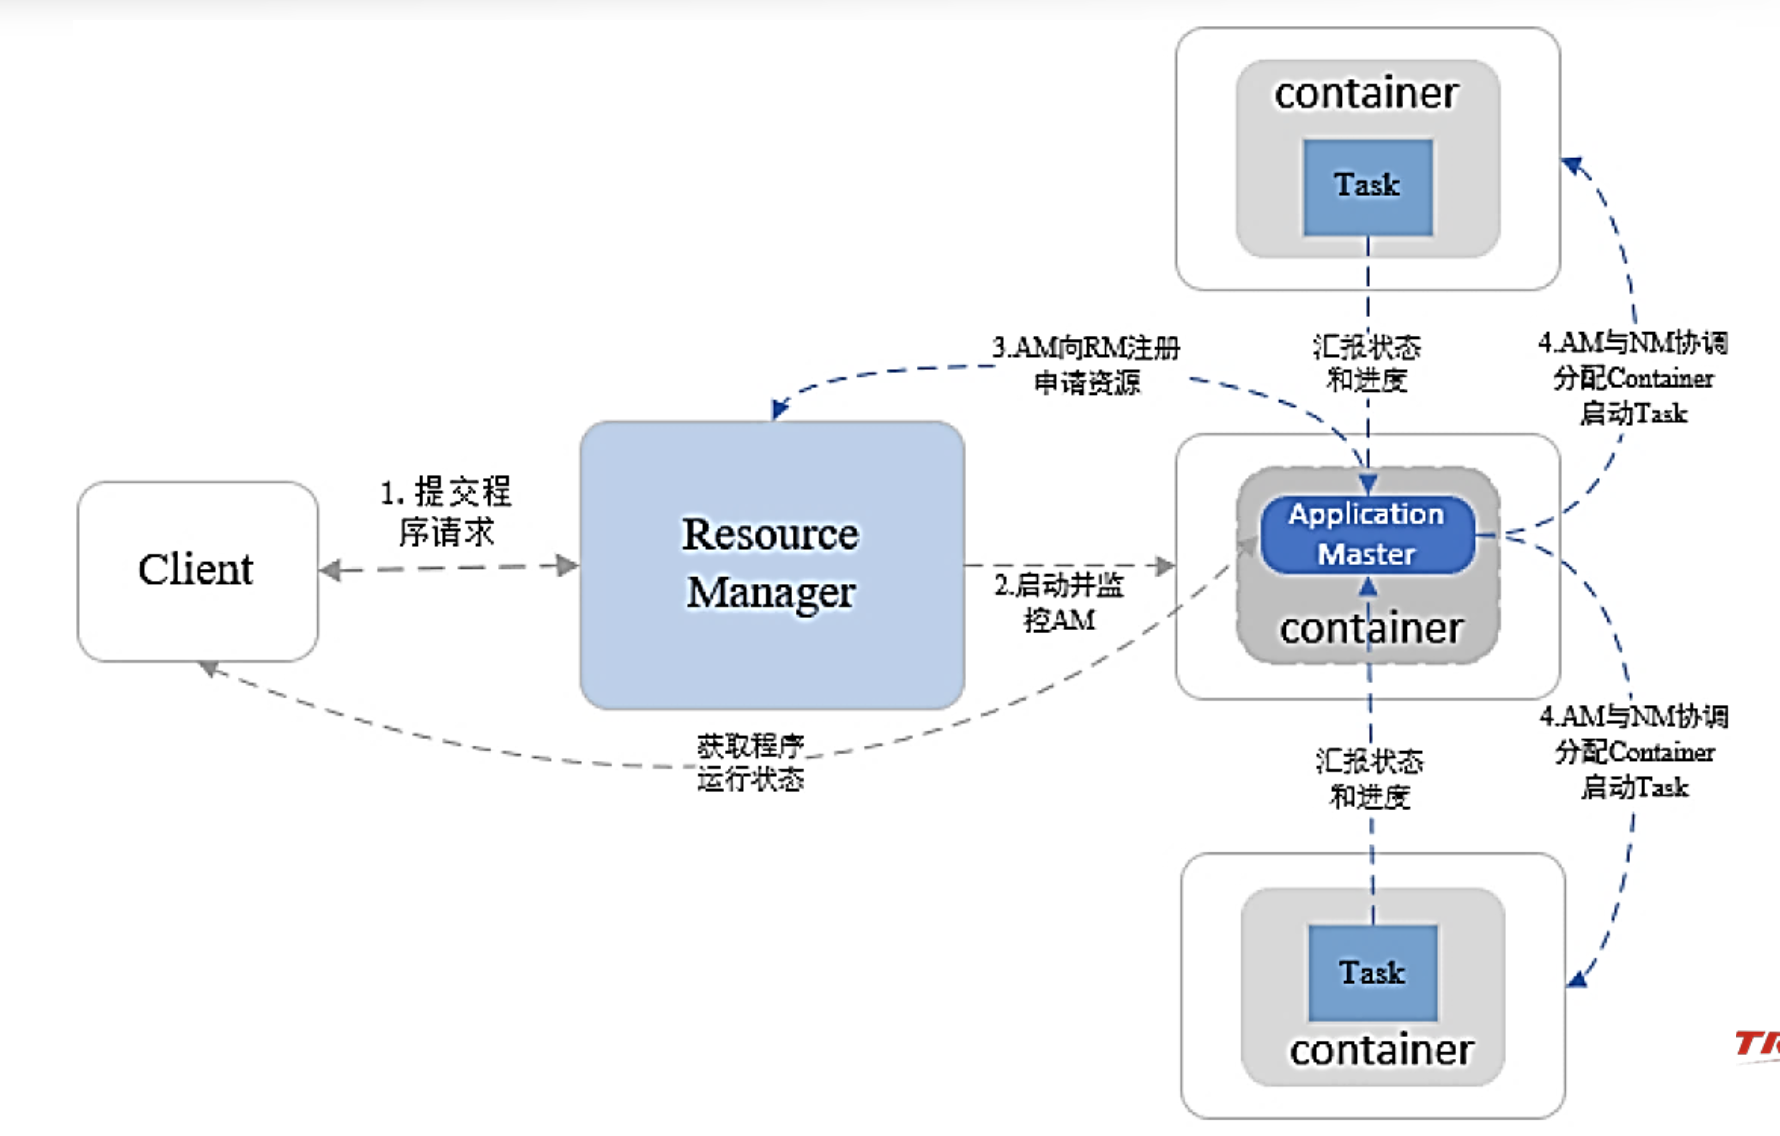 container
Task
3.AM向RM注册
申请资源
汇报状态
和进度
4.AM与NM协调
分配Container
启动Task
1. 提交程
序请求
Client
Resource
Manager
2.启动并监
控AM
Application
Master
container
获取程序
运行状态
汇报状态
和进度
4.AM与NM协调
分配Container
启动Task
Task
container